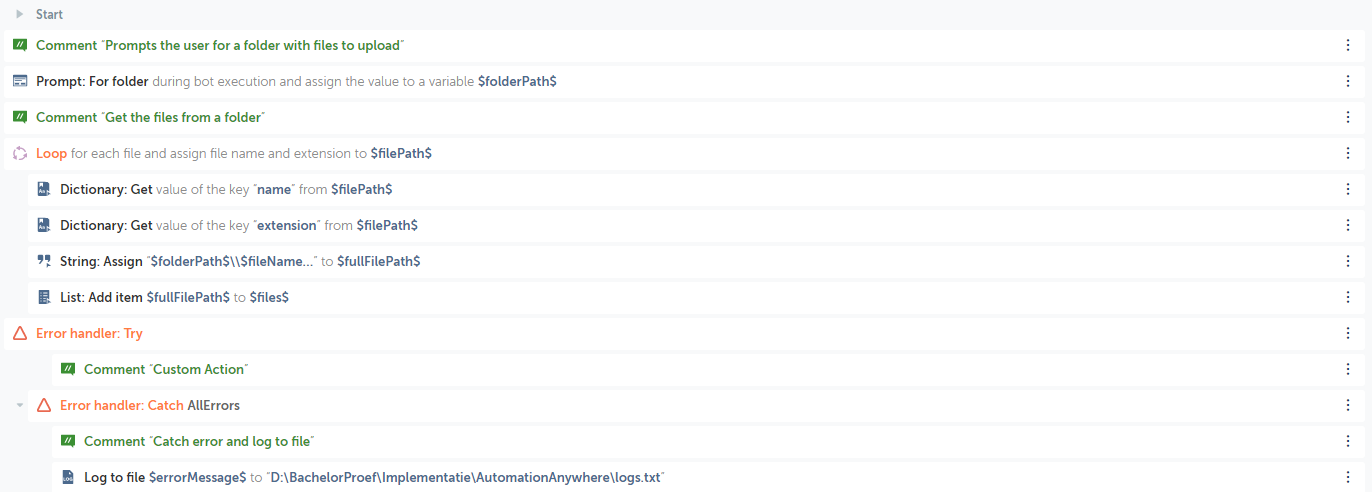 Start
Comment "Prompts the user for a folder with files to upload"
Prompt: For folder during bot execution and assign the value to a variable $folderPath$
Comment "Get the files from a folder"
Loop for each file and assign file name and extension to $filePath$
Dictionary: Get value of the key "name" from $filePath$
Dictionary: Get value of the key "extension" from $filePath$
String: Assign "$folderPath$\\$fileName..." to $fullFilePath$
List: Add item $fullFilePath$ to $files$
Error handler: Try
Comment "Custom Action"
Error handler: Catch AllErrors
Comment "Catch error and log to file"
Log to file $errorMessage$ to "D:\BachelorProef\Implementatie\AutomationAnywhere\logs.txt"